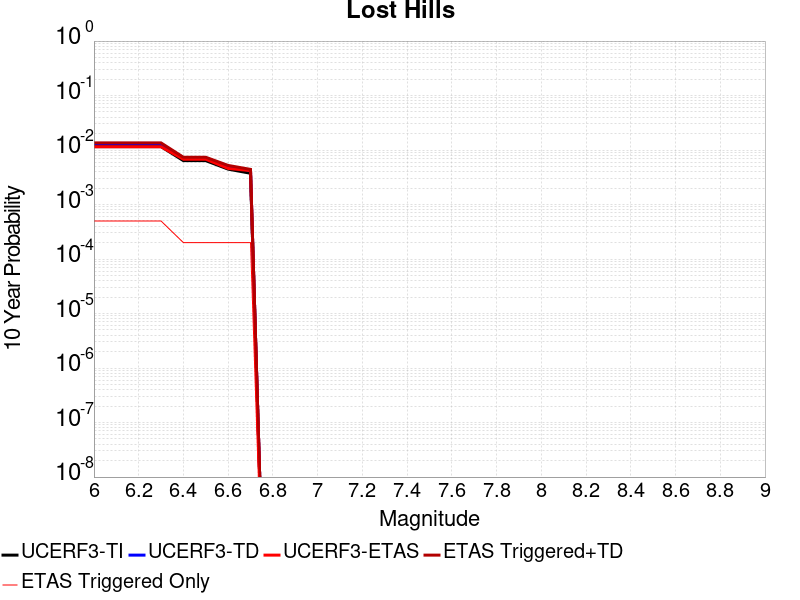 Lost Hills
10 0
10 -1
10 -2
10 -3
10 -4
10 -5
10 -6
10 -7
10 -8
10 Year Probability
6 6.2 6.4 6.6 6.8 7 7.2 7.4 7.6 7.8 8 8.2 8.4 8.6 8.8 9
Magnitude
UCERF3-TI UCERF3-TD UCERF3-ETAS ETAS Triggered+TD
ETAS Triggered Only